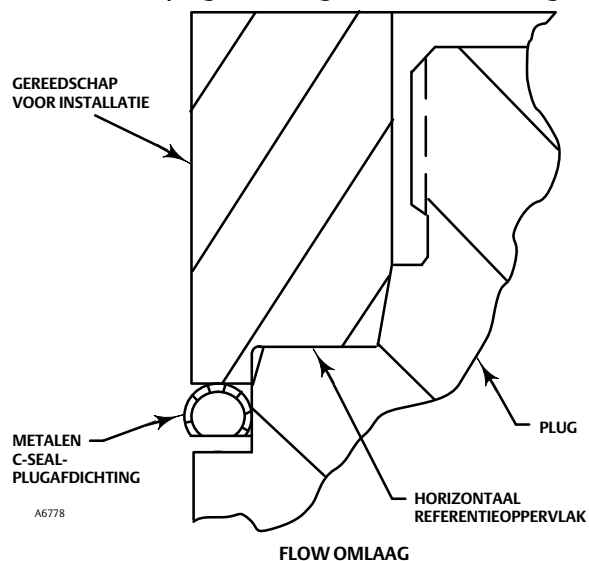 GEREEDSCHAP
VOOR INSTALLATIE
METALEN
C-SEAL-
PLUGAFDICHTING
PLUG
HORIZONTAAL
REFERENTIEOPPERVLAK
A6778
FLOW OMLAAG